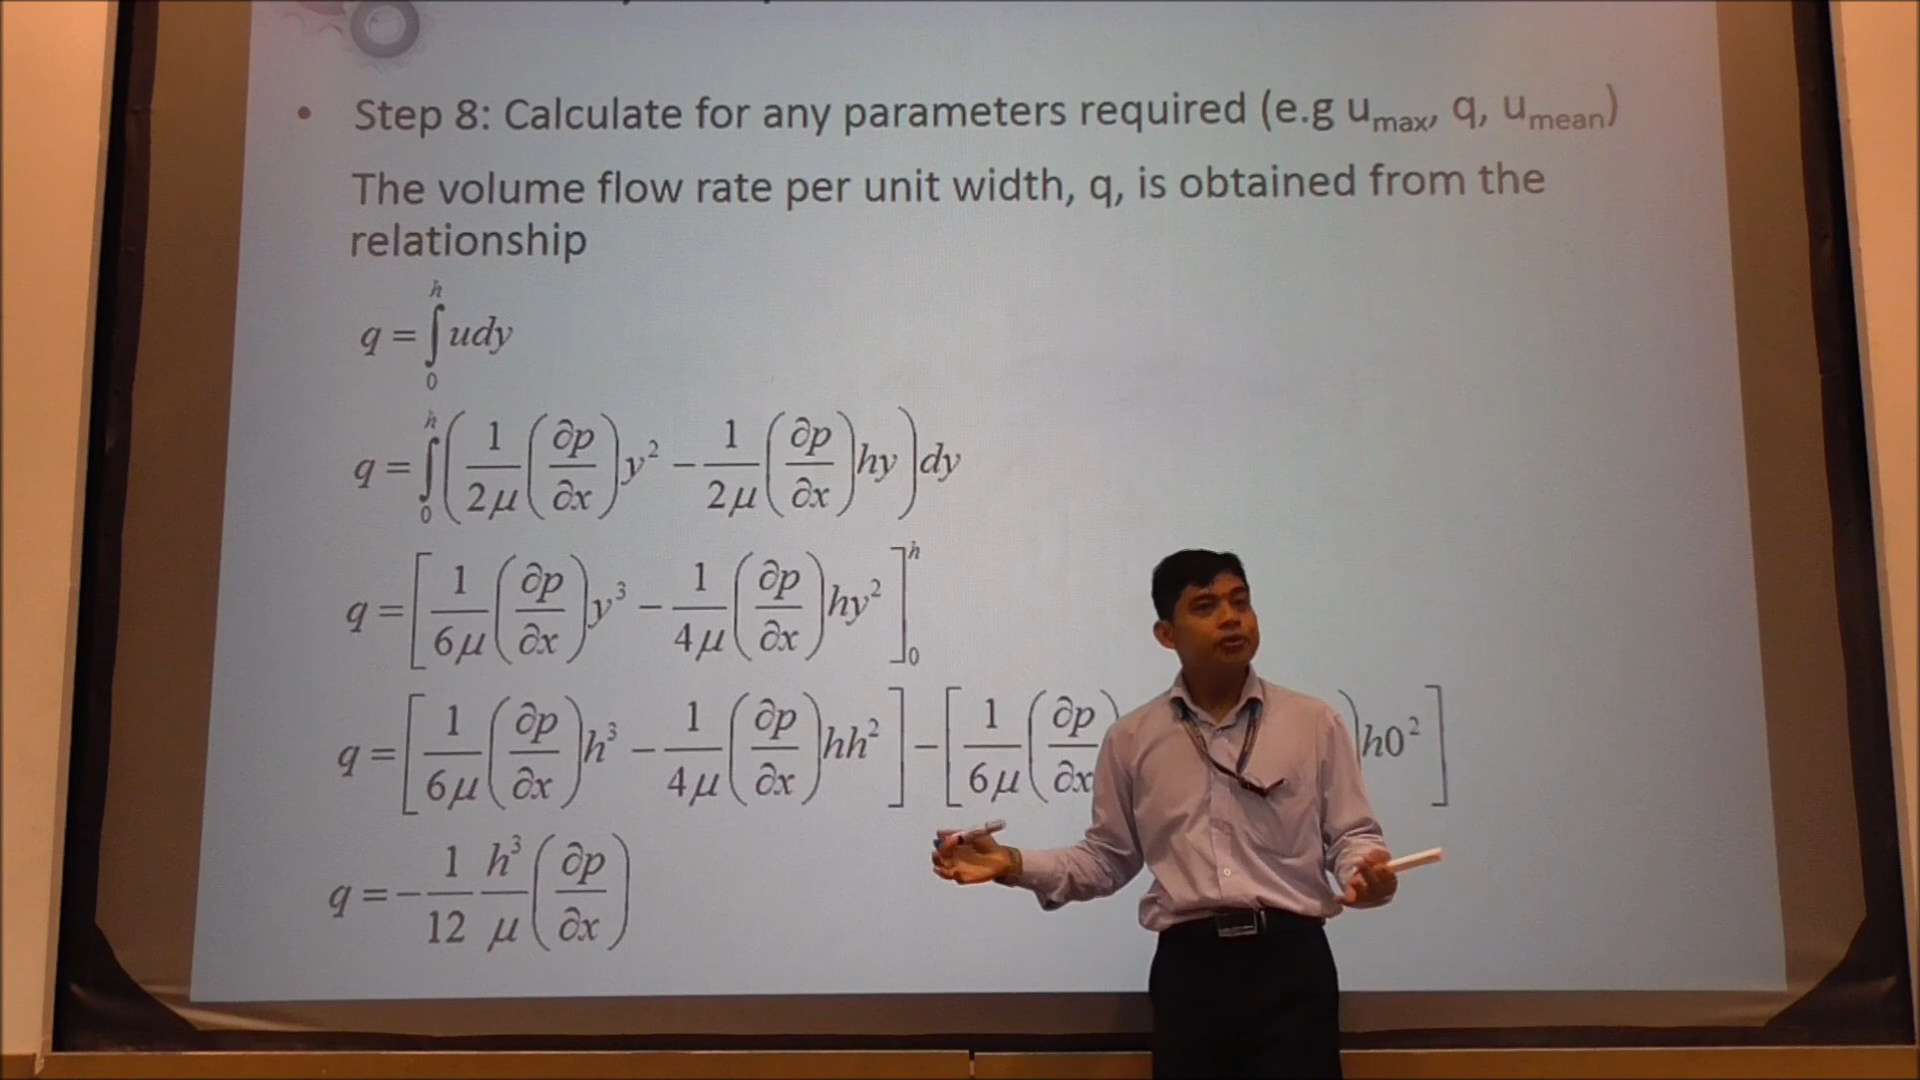 • Step 8: Calculate for any parameters required (e.g u_max, q, u_mean)
The volume flow rate per unit width, q, is obtained from the
relationship
q = ∫₀ʰ udy
q = ∫₀ʰ (1/2μ (∂p/∂x) y² − 1/2μ (∂p/∂x) hy) dy
q = [1/6μ (∂p/∂x) y³ − 1/4μ (∂p/∂x) hy²]₀ʰ
q = [1/6μ (∂p/∂x) h³ − 1/4μ (∂p/∂x) hh²] − [1/6μ (∂p/∂x ) h0²]
q = − 1/12 h³/μ (∂p/∂x)